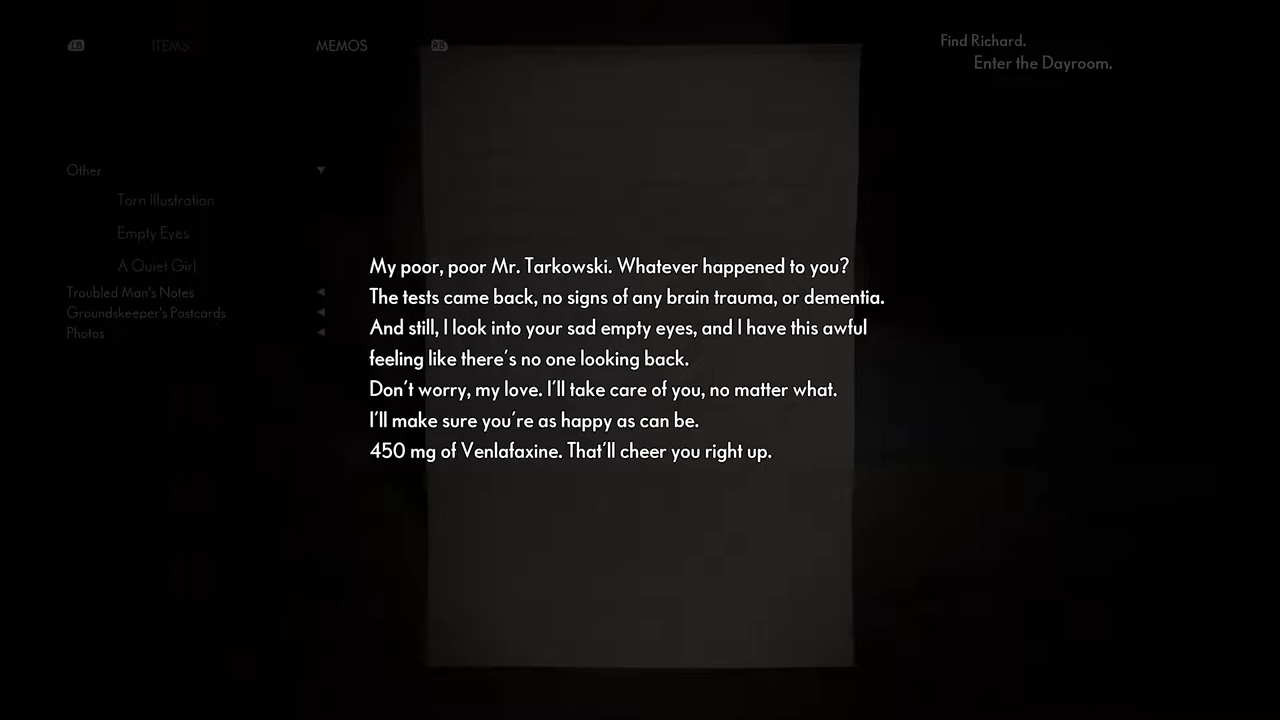 LB ITEMS MEMOS RB
Find Richard.
Enter the Dayroom.
Other
Torn Illustration
Empty Eyes
A Quiet Girl
Troubled Man's Notes
Groundskeeper's Postcards
Photos
My poor, poor Mr. Tarkowski. Whatever happened to you?
The tests came back, no signs of any brain trauma, or dementia.
And still, I look into your sad empty eyes, and I have this awful
feeling like there's no one looking back.
Don't worry, my love. I'll take care of you, no matter what.
I'll make sure you're as happy as can be.
450 mg of Venlafaxine. That'll cheer you right up.